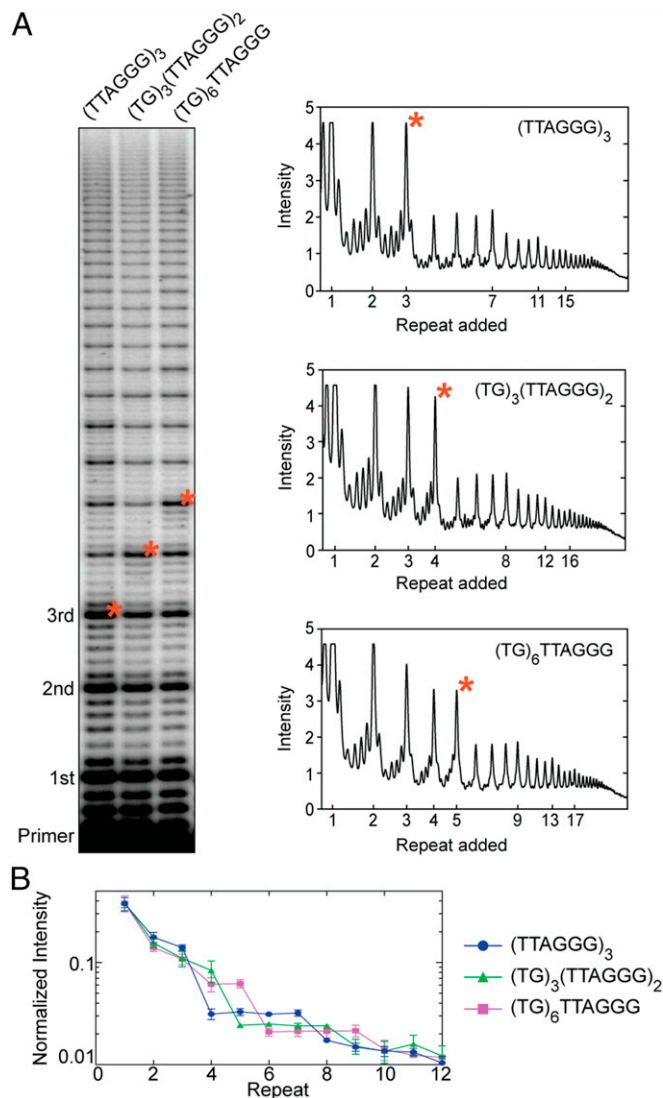 A
(TTAGGG)3
(TG)3(TTAGGG)2
(TG)6TTAGGG
3rd
2nd
1st
Primer
5
4
3
2
1
0
Intensity
(TTAGGG)3
*
1 2 3 7 11 15
Repeat added
5
4
3
2
1
0
Intensity
(TG)3(TTAGGG)2
*
1 2 3 4 8 12 16
Repeat added
5
4
3
2
1
0
Intensity
(TG)6TTAGGG
*
1 2 3 4 5 9 13 17
Repeat added
B
Normalized Intensity
0.1
0.01
0 2 4 6 8 10 12
Repeat
(TTAGGG)3
(TG)3(TTAGGG)2
(TG)6TTAGGG